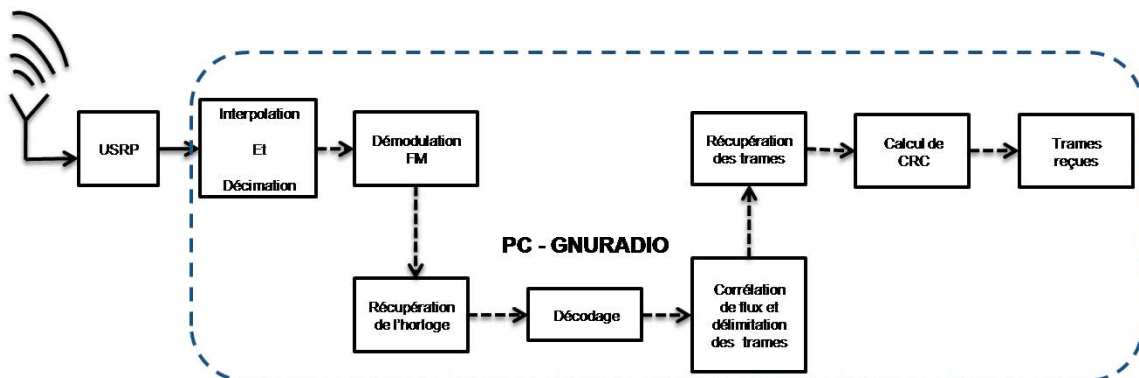 USRP
Interpolation
Et
Décimation
Démodulation
FM
Récupération
de l'horloge
Décodage
Corrélation
de flux et
délimitation
des trames
Récupération
des trames
Calcul de
CRC
Trames
reçues
PC - GNURADIO